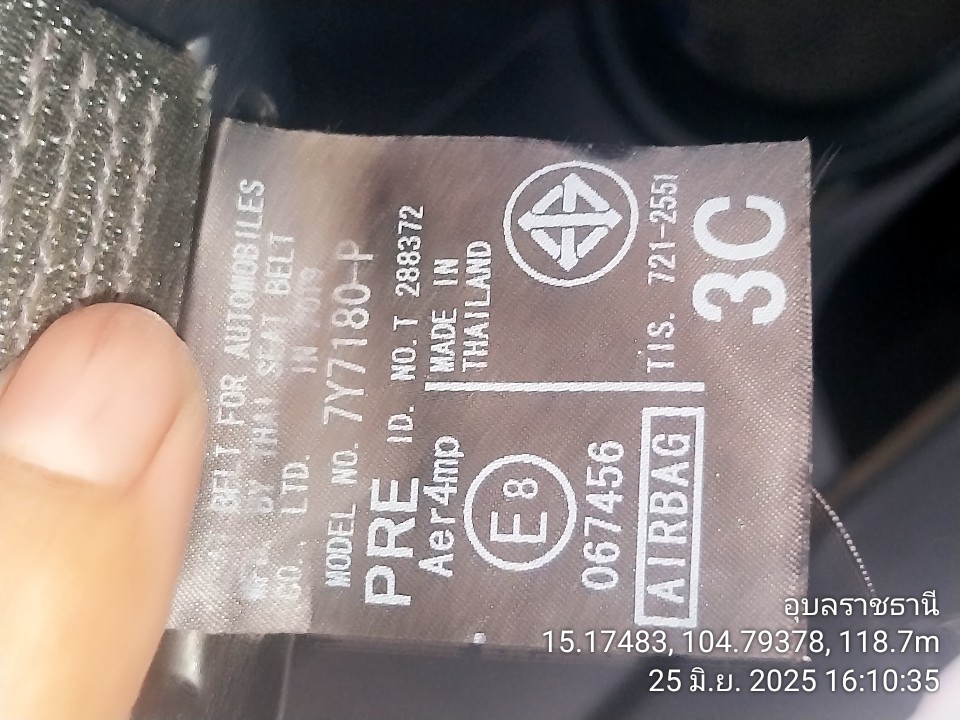 BELT FOR AUTOMOBILES
BY THAI SEAT BELT
CO., LTD. IN 2019
MODEL NO. 7Y7180-P
PRE ID. NO. T 288372
Aer4mp
MADE IN
THAILAND
E8
067456
TIS. 721-2551
AIRBAG
3C
อุบลราชธานี
15.17483, 104.79378, 118.7m
25 มิ.ย. 2025 16:10:35